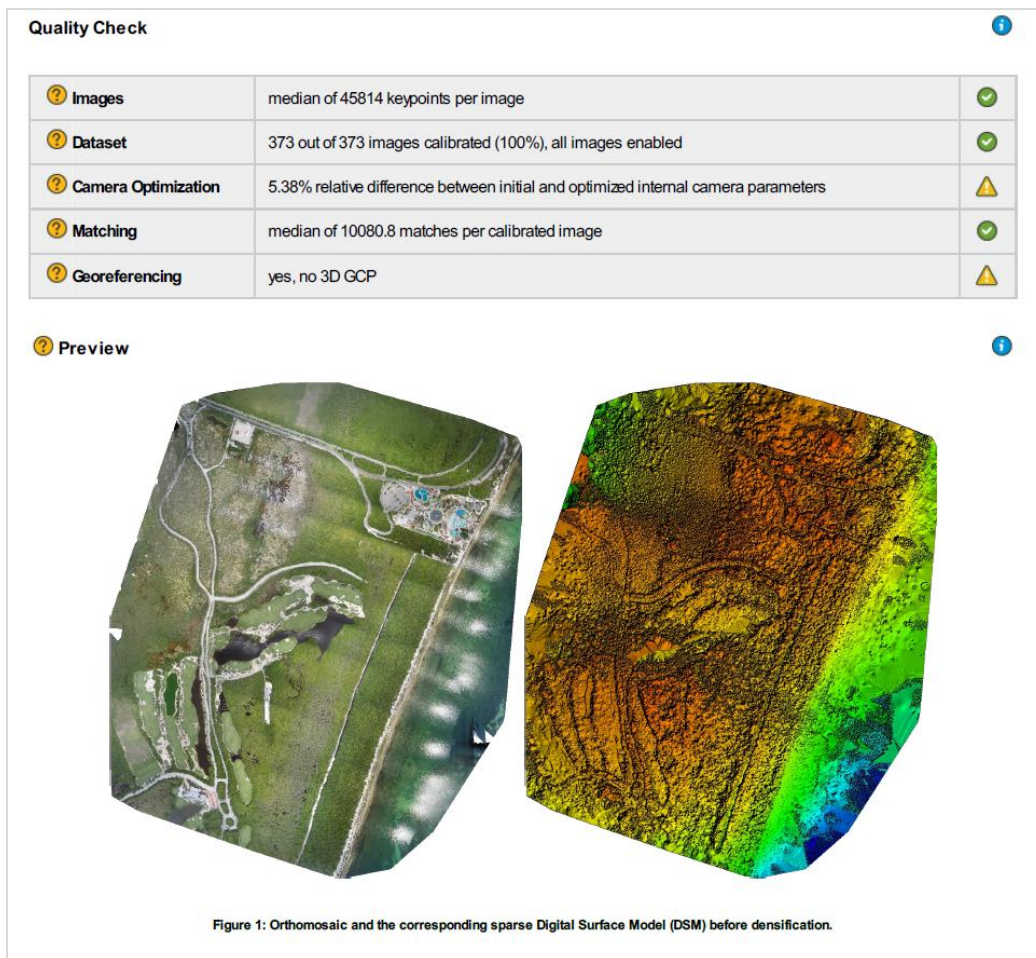 Quality Check
Images median of 45814 keypoints per image
Dataset 373 out of 373 images calibrated (100%), all images enabled
Camera Optimization 5.38% relative difference between initial and optimized internal camera parameters
Matching median of 10080.8 matches per calibrated image
Georeferencing yes, no 3D GCP
Preview
Figure 1: Orthomosaic and the corresponding sparse Digital Surface Model (DSM) before densification.